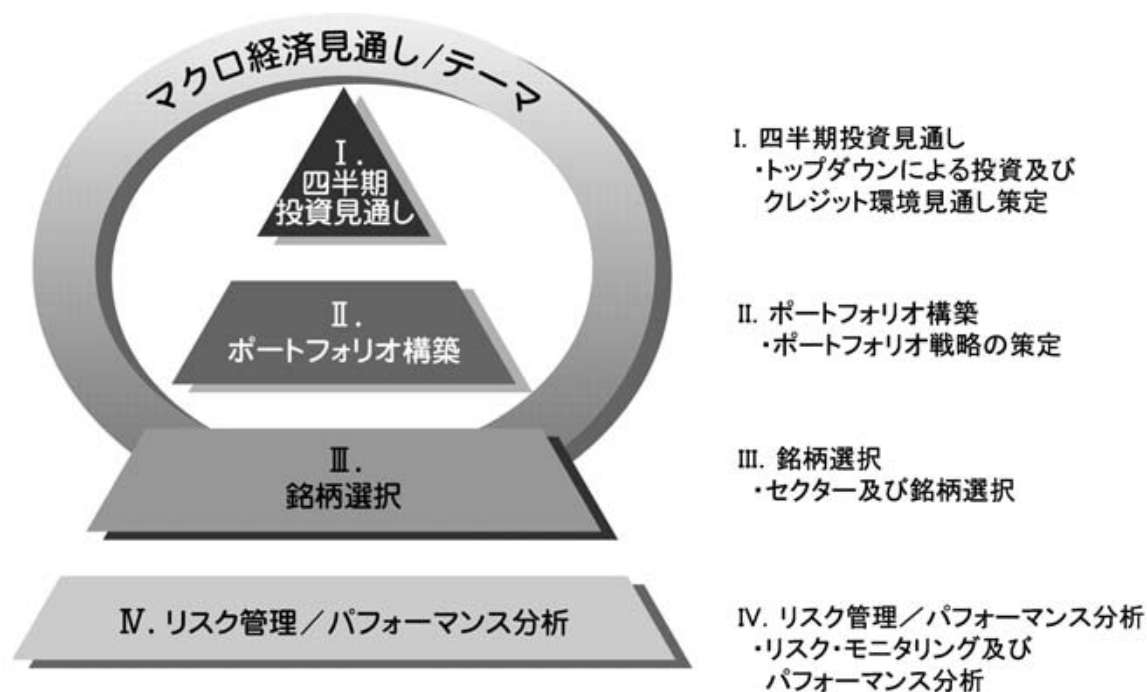 マクロ経済見通し/テーマ
Ⅰ.
四半期
投資見通し
Ⅱ.
ポートフォリオ構築
Ⅲ.
銘柄選択
Ⅳ. リスク管理/パフォーマンス分析
Ⅰ. 四半期投資見通し
・トップダウンによる投資及び
クレジット環境見通し策定
Ⅱ. ポートフォリオ構築
・ポートフォリオ戦略の策定
Ⅲ. 銘柄選択
・セクター及び銘柄選択
Ⅳ. リスク管理/パフォーマンス分析
・リスク・モニタリング及び
パフォーマンス分析